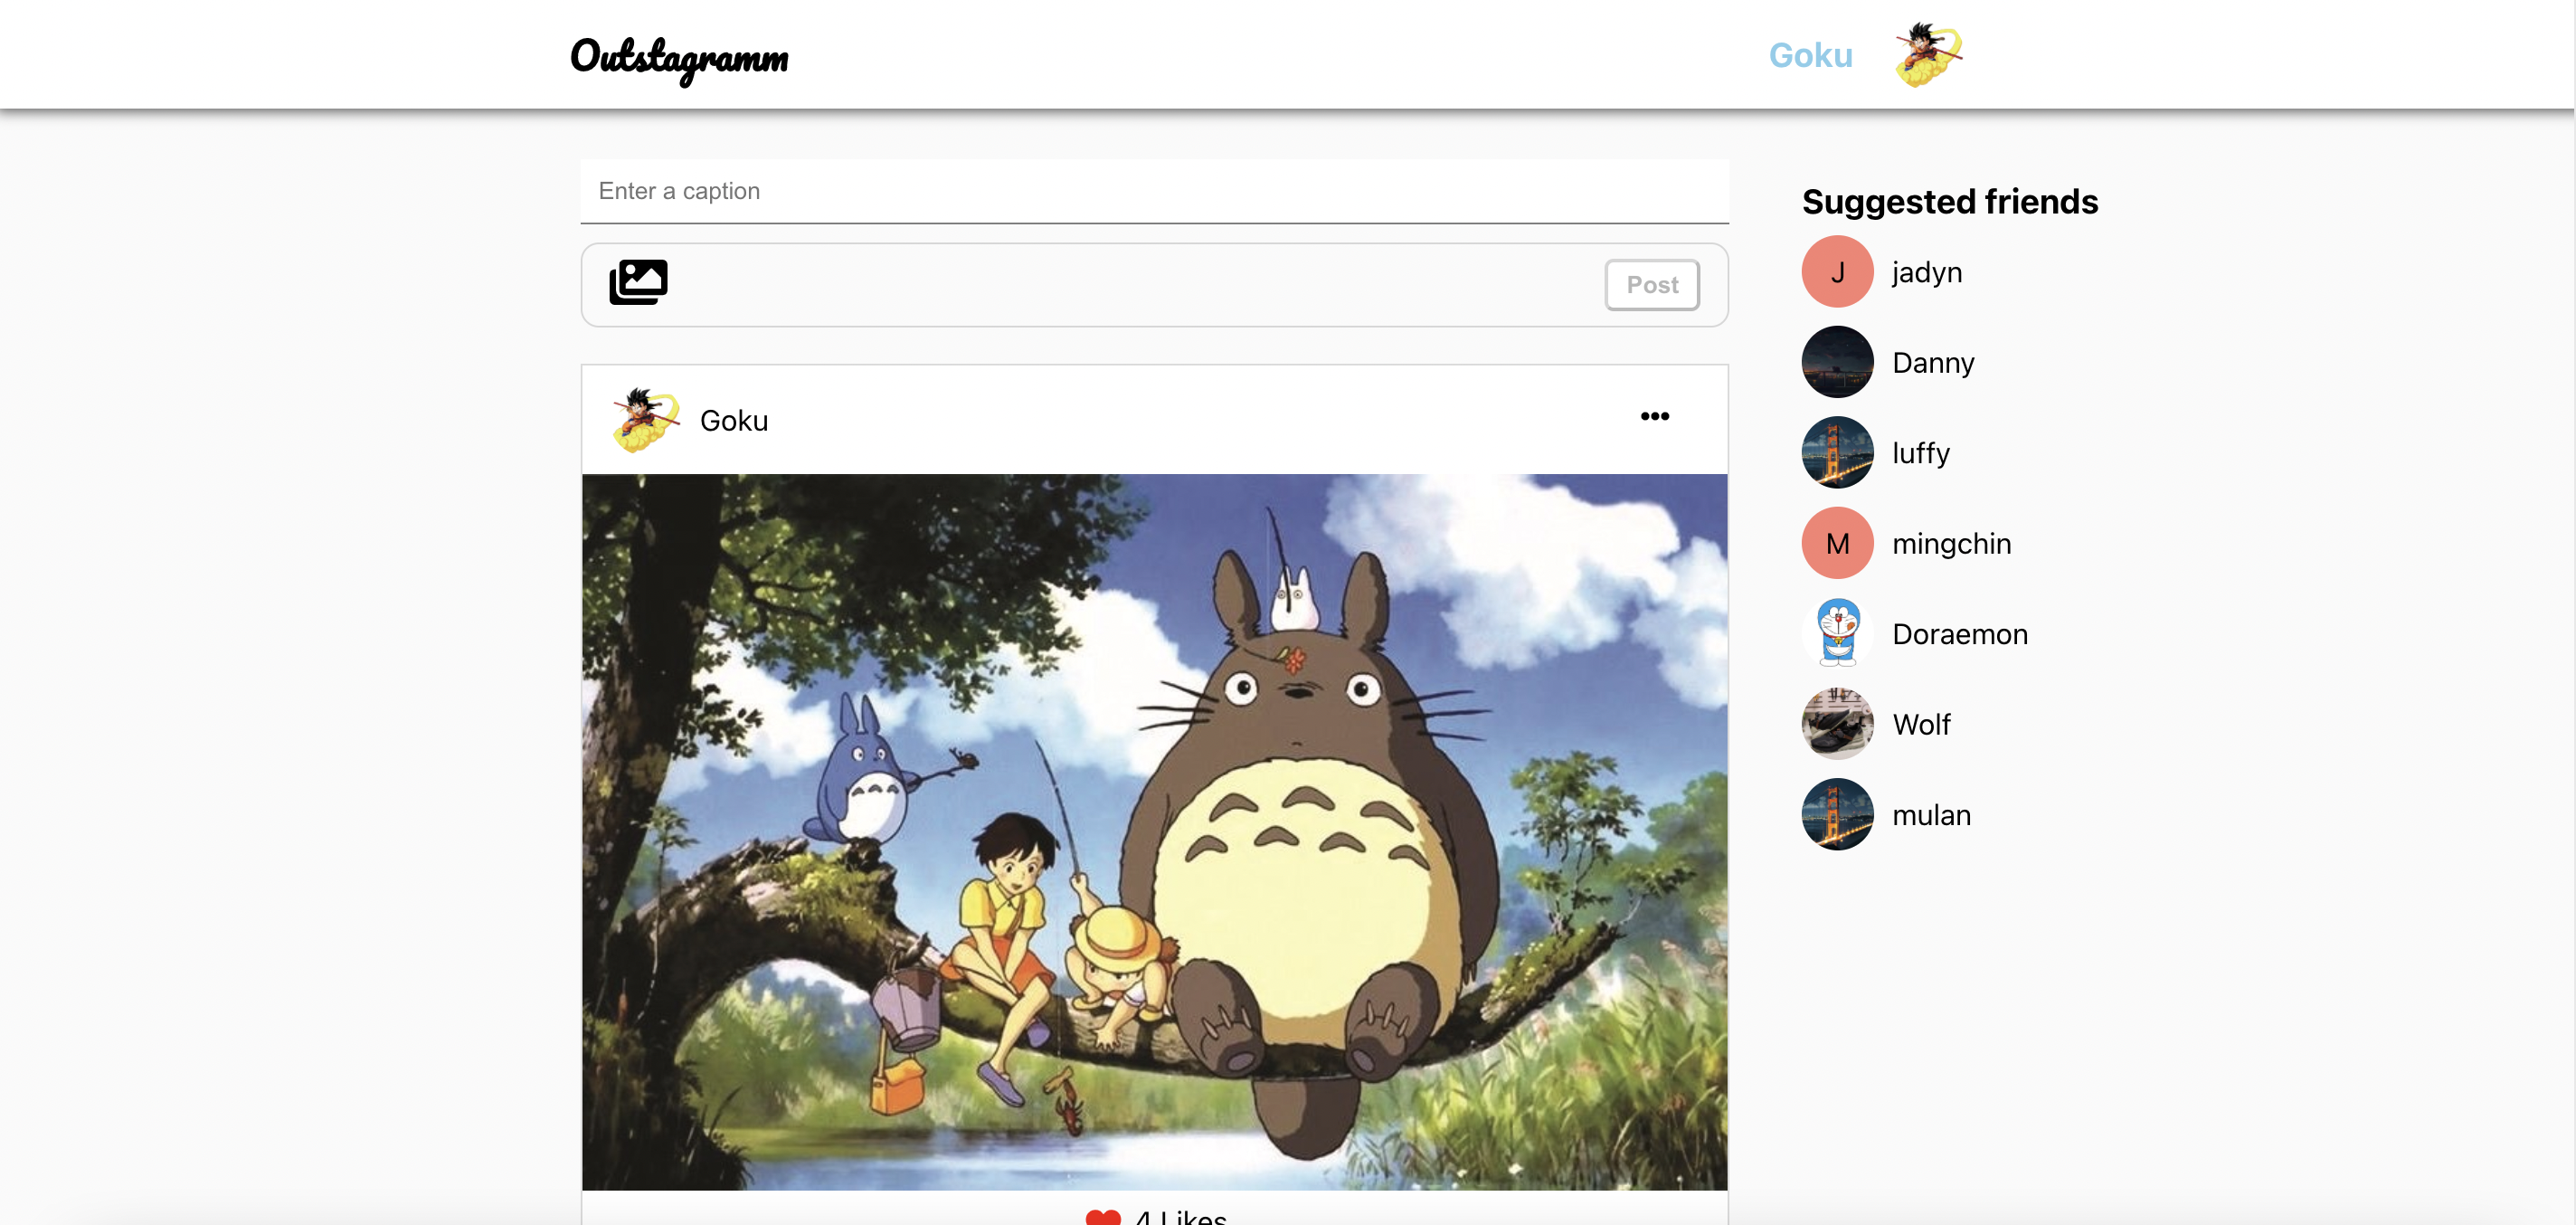 Outstagramm
Goku
Enter a caption
Post
Goku
4 Likes
Suggested friends
J
jadyn
Danny
luffy
M
mingchin
Doraemon
Wolf
mulan